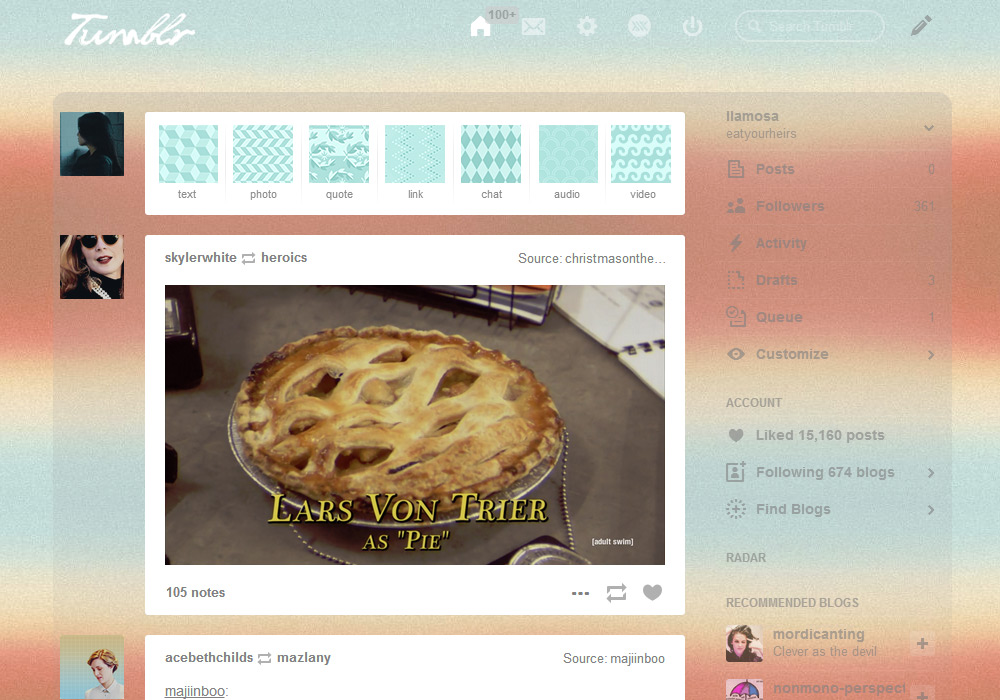 Tumblr
100+
Search Tumblr
text photo quote link chat audio video
llamosa
eatyourheirs
Posts 0
Followers 361
Activity
Drafts 3
Queue 1
Customize
ACCOUNT
Liked 15,160 posts
Following 674 blogs
Find Blogs
RADAR
RECOMMENDED BLOGS
mordicanting
Clever as the devil
nonmono-perspect
skylerwhite heroics
Source: christmasonthe...
LARS VON TRIER
AS "PIE"
[adult swim]
105 notes
acebethchilds mazlany
Source: majiinboo
majiinboo: